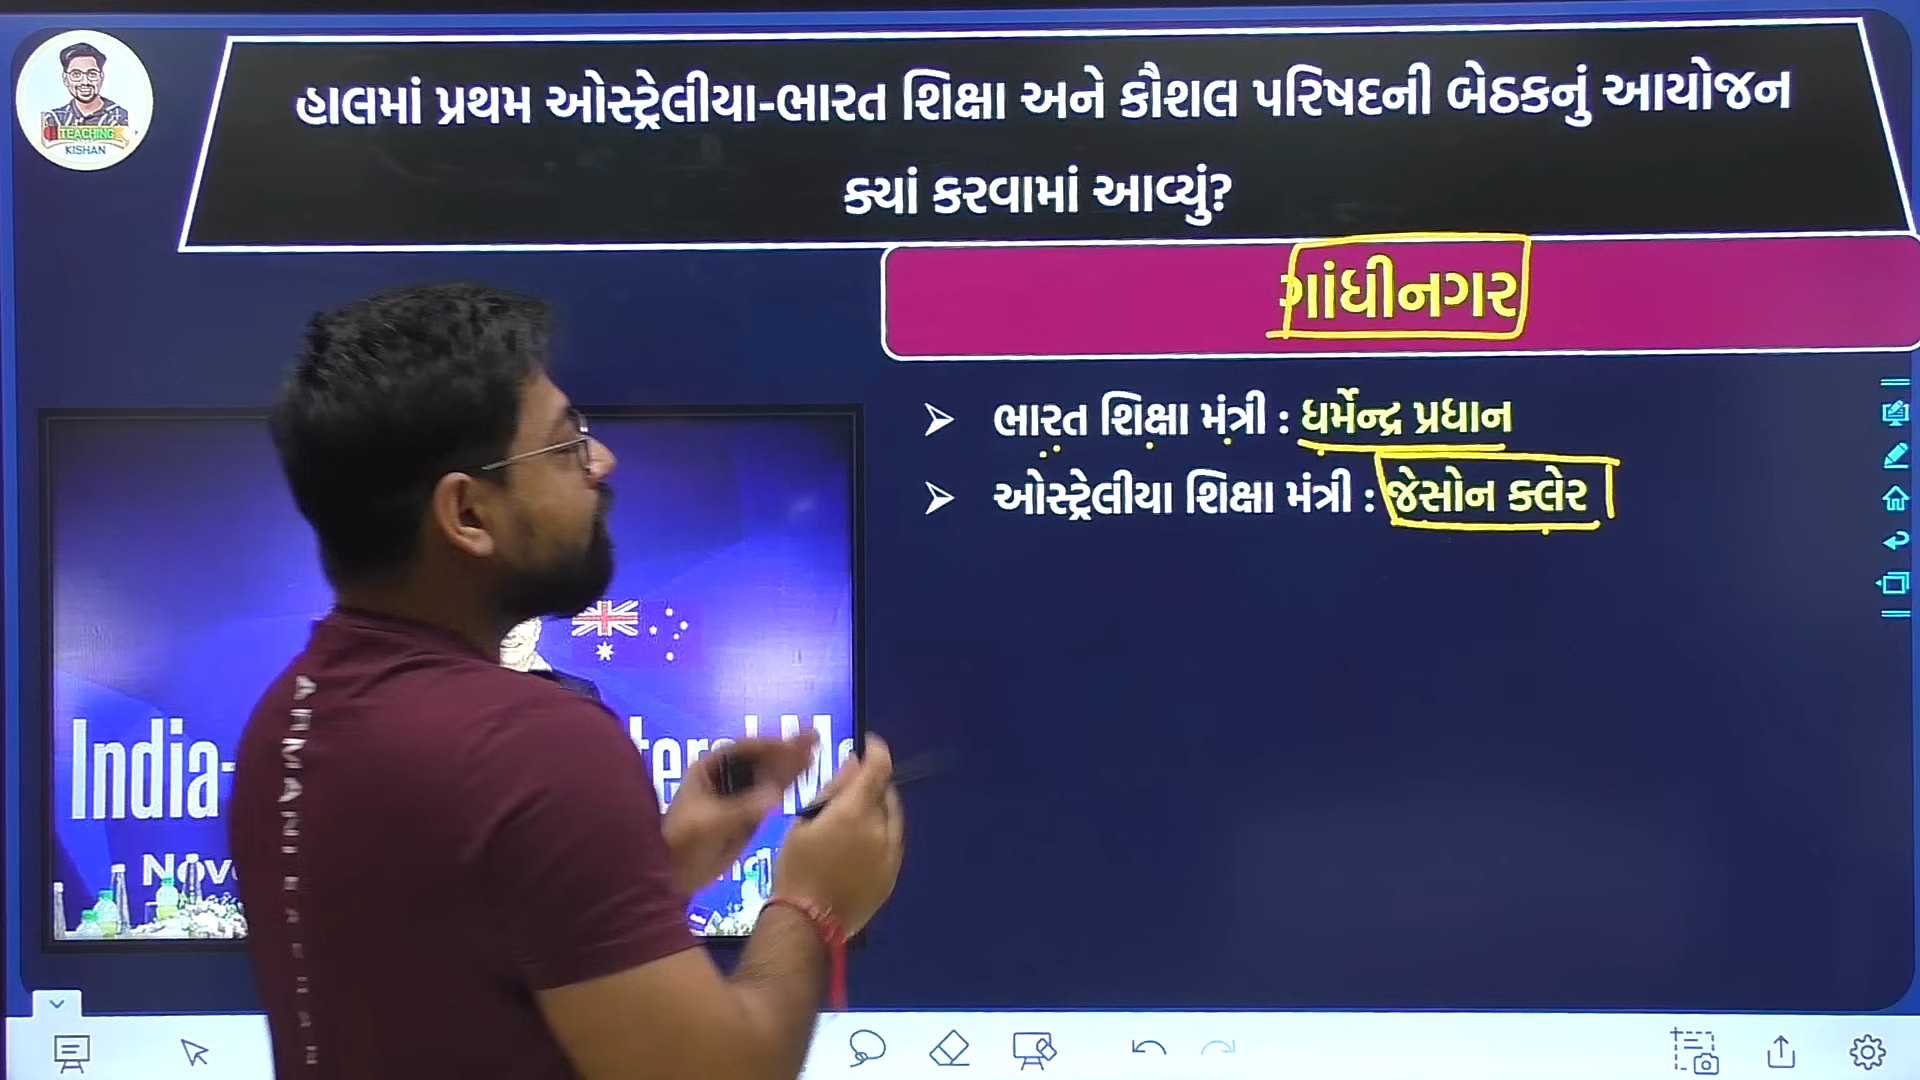 હાલમાં પ્રથમ ઓસ્ટ્રેલીયા-ભારત શિક્ષા અને કૌશલ પરિષદની બેઠકનું આયોજન
ક્યાં કરવામાં આવ્યું?
TEACHING
KISHAN
ગાંધીનગર
ભારત શિક્ષા મંત્રી : ધર્મેન્દ્ર પ્રધાન
ઓસ્ટ્રેલીયા શિક્ષા મંત્રી : જેસોન ક્લેર
India-